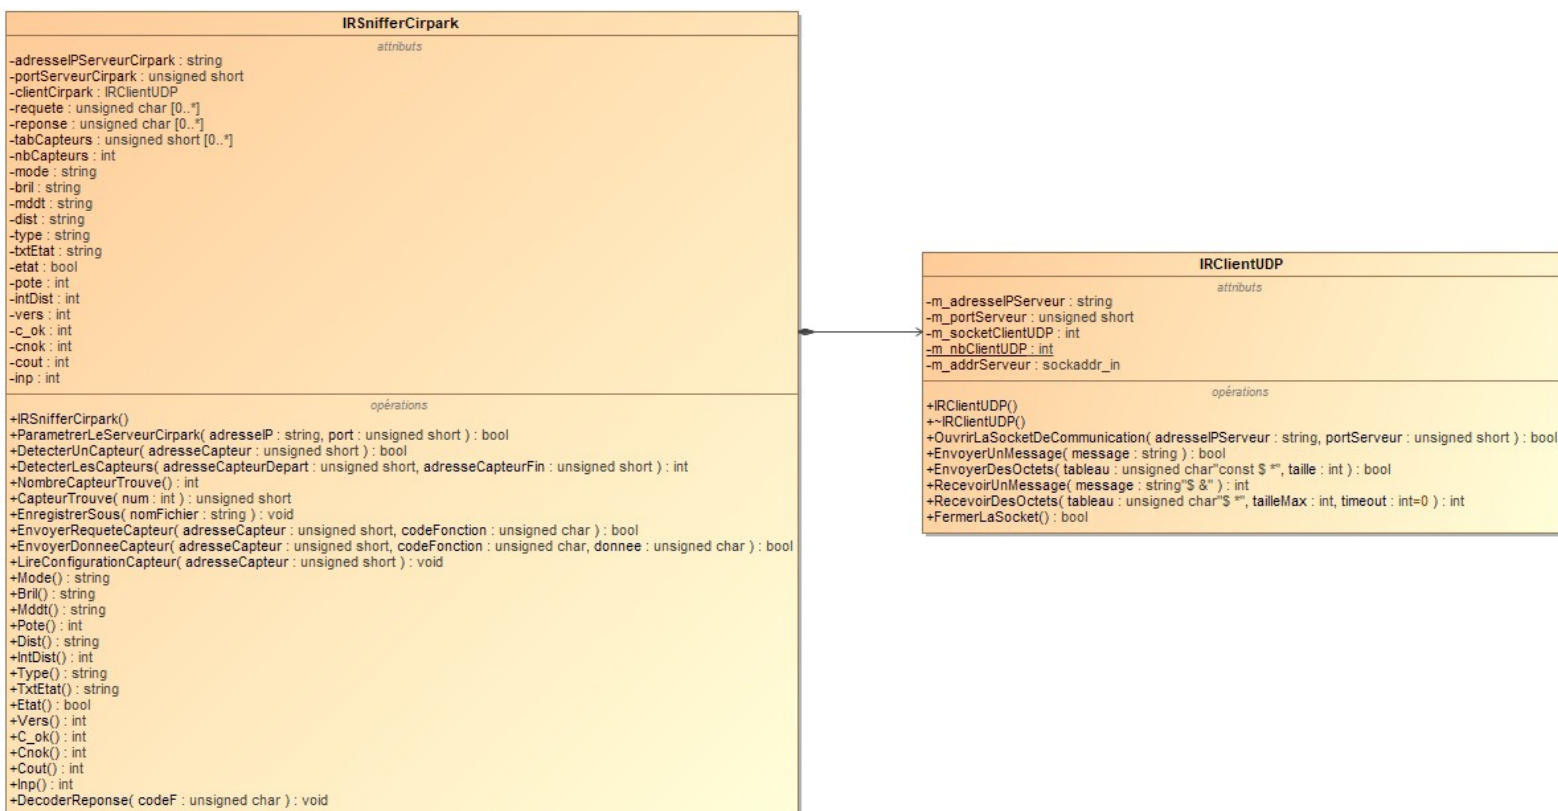 IRSnifferCirpark
attributs
-adresseIPServeurCirpark : string
-portServeurCirpark : unsigned short
-clientCirpark : IRClientUDP
-requete : unsigned char [0..*]
-reponse : unsigned char [0..*]
-tabCapteurs : unsigned short [0..*]
-nbCapteurs : int
-mode : string
-bril : string
-mddt : string
-dist : string
-type : string
-txtEtat : string
-etat : bool
-pote : int
-intDist : int
-vers : int
-c_ok : int
-cnok : int
-cout : int
-inp : int
opérations
+IRSnifferCirpark()
+ParametrerLeServeurCirpark( adresseIP : string, port : unsigned short ) : bool
+DetecterUnCapteur( adresseCapteur : unsigned short ) : bool
+DetecterLesCapteurs( adresseCapteurDepart : unsigned short, adresseCapteurFin : unsigned short ) : int
+NombreCapteurTrouve() : int
+CapteurTrouve( num : int ) : unsigned short
+EnregistrerSous( nomFichier : string ) : void
+EnvoyerRequeteCapteur( adresseCapteur : unsigned short, codeFonction : unsigned char ) : bool
+EnvoyerDonneeCapteur( adresseCapteur : unsigned short, codeFonction : unsigned char, donnee : unsigned char ) : bool
+LireConfigurationCapteur( adresseCapteur : unsigned short ) : void
+Mode() : string
+Bril() : string
+Mddt() : string
+Pote() : int
+Dist() : string
+IntDist() : int
+Type() : string
+TxtEtat() : string
+Etat() : bool
+Vers() : int
+C_ok() : int
+Cnok() : int
+Cout() : int
+Inp() : int
+DecoderReponse( codeF : unsigned char ) : void
IRClientUDP
attributs
-m_adresseIPServeur : string
-m_portServeur : unsigned short
-m_socketClientUDP : int
-m_nbClientUDP : int
-m_addrServeur : sockaddr_in
opérations
+IRClientUDP()
+~IRClientUDP()
+OuvrirLaSocketDeCommunication( adresseIPServeur : string, portServeur : unsigned short ) : bool
+EnvoyerUnMessage( message : string ) : bool
+EnvoyerDesOctets( tableau : unsigned char"const $ *", taille : int ) : bool
+RecevoirUnMessage( message : string"$ &" ) : int
+RecevoirDesOctets( tableau : unsigned char"$ *", tailleMax : int, timeout : int=0 ) : int
+FermerLaSocket() : bool